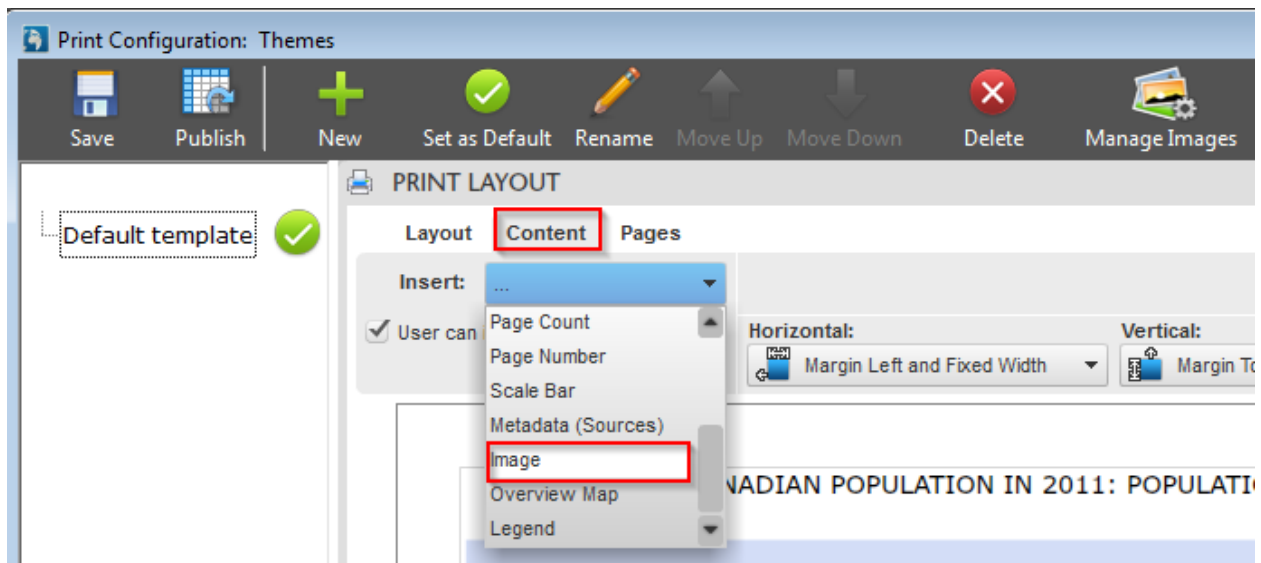 Print Configuration: Themes
Save Publish New Set as Default Rename Move Up Move Down Delete Manage Images
PRINT LAYOUT
Default template
Layout Content Pages
Insert: ...
User can
Page Count
Page Number
Scale Bar
Metadata (Sources)
Image
Overview Map
Legend
Horizontal: Vertical:
Margin Left and Fixed Width Margin To
NADIAN POPULATION IN 2011: POPULATI